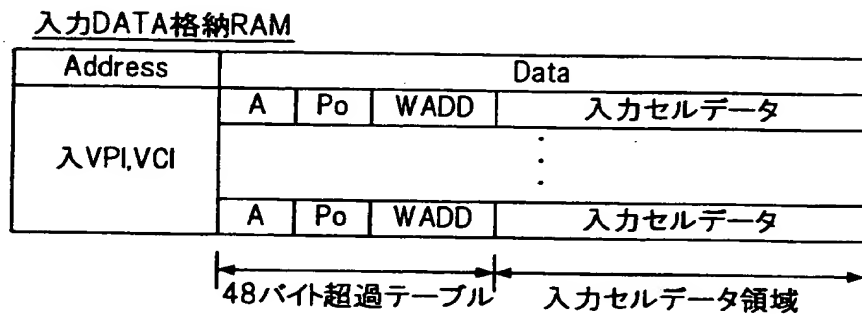 入力DATA格納RAM
Address Data
A Po WADD 入力セルデータ
入VPI,VCI
A Po WADD 入力セルデータ
48バイト超過テーブル 入力セルデータ領域